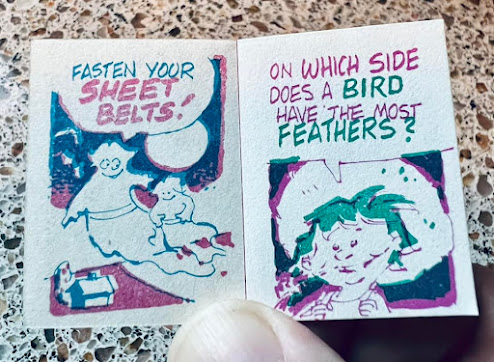 FASTEN YOUR
SHEET
BELTS!
ON WHICH SIDE
DOES A BIRD
HAVE THE MOST
FEATHERS?